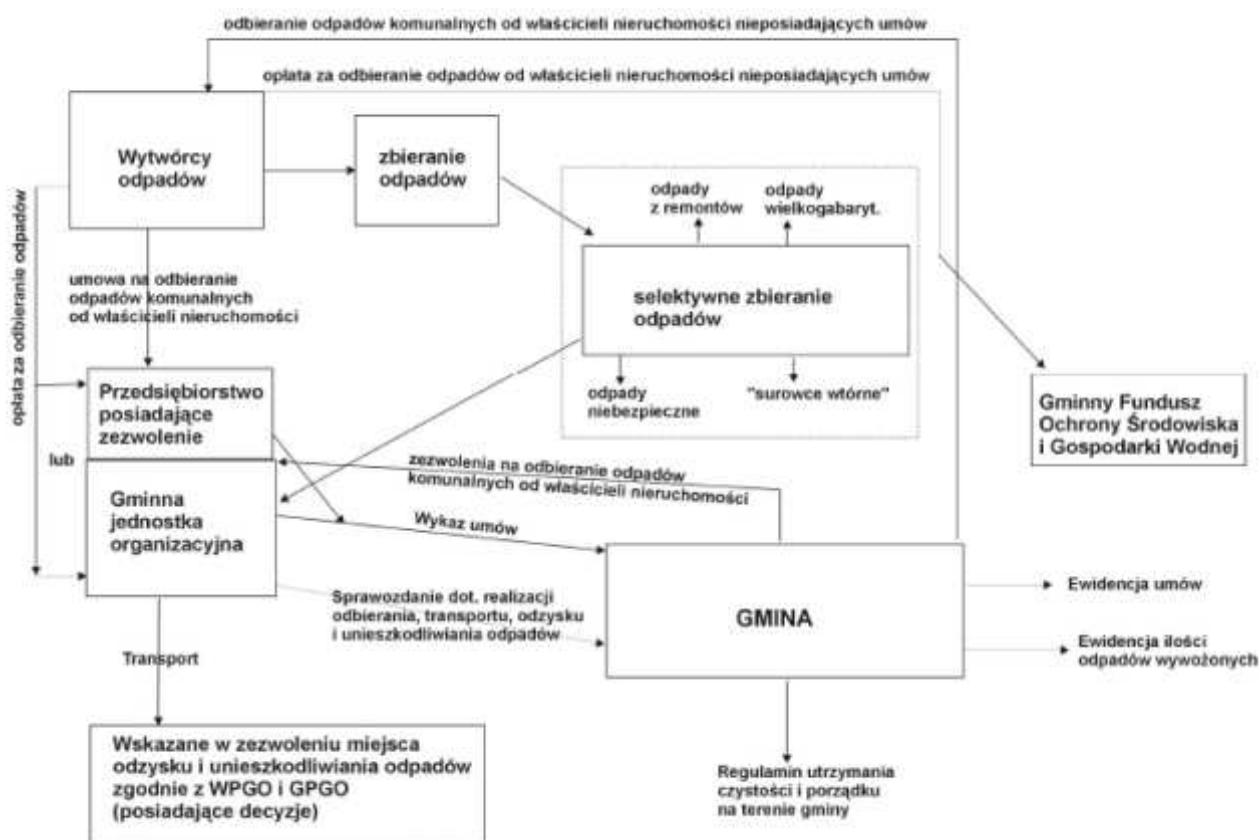 odbieranie odpadów komunalnych od właścicieli nieruchomości nieposiadających umów
opłata za odbieranie odpadów od właścicieli nieruchomości nieposiadających umów
Wytwórcy
odpadów
zbieranie
odpadów
odpady
z remontów
odpady
wielkogabaryt.
selektywne zbieranie
odpadów
odpady
niebezpieczne
"surowce wtórne"
opłata za odbieranie odpadów
umowa na odbieranie
odpadów komunalnych
od właścicieli nieruchomości
Przedsiębiorstwo
posiadające
zezwolenie
lub
Gminna
jednostka
organizacyjna
Gminny Fundusz
Ochrony Środowiska
i Gospodarki Wodnej
zezwolenia na odbieranie odpadów
komunalnych od właścicieli nieruchomości
Wykaz umów
Sprawozdanie dot. realizacji
odbierania, transportu, odzysku
i unieszkodliwiania odpadów
GMINA
Ewidencja umów
Ewidencja ilości
odpadów wywożonych
Transport
Wskazane w zezwoleniu miejsca
odzysku i unieszkodliwiania odpadów
zgodnie z WPGO i GPGO
(posiadające decyzje)
Regulamin utrzymania
czystości i porządku
na terenie gminy